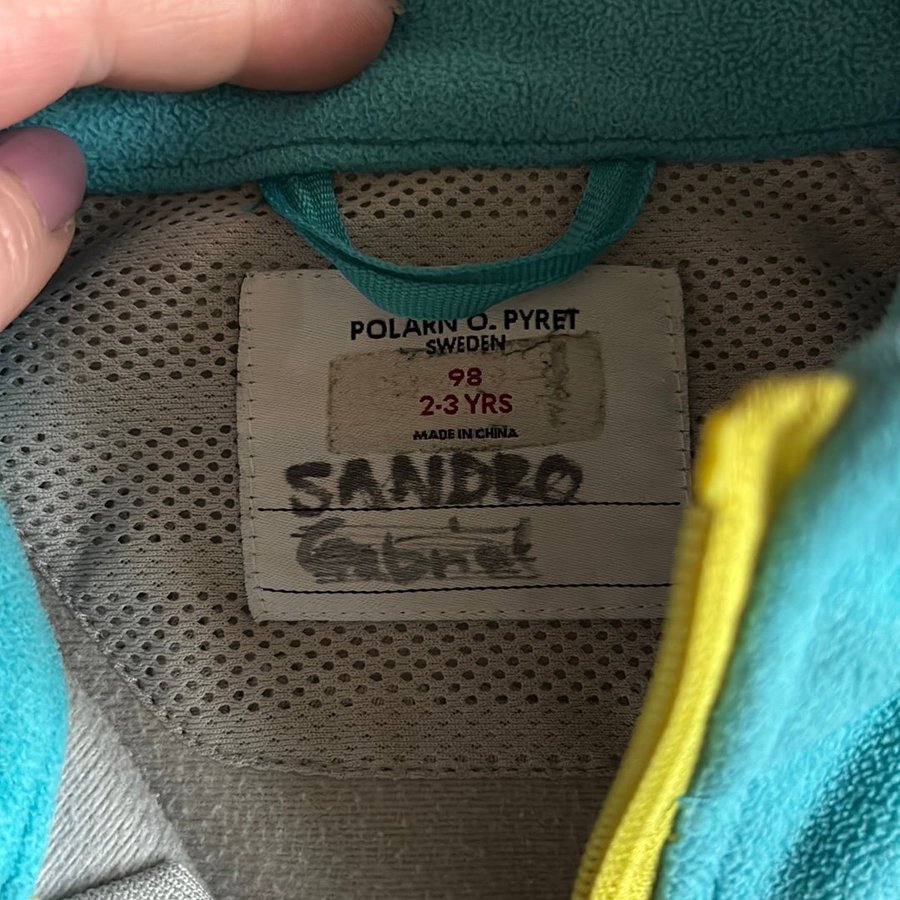 POLARN O. PYRET
SWEDEN
98
2-3 YRS
MADE IN CHINA
SANDRO
Gabriel